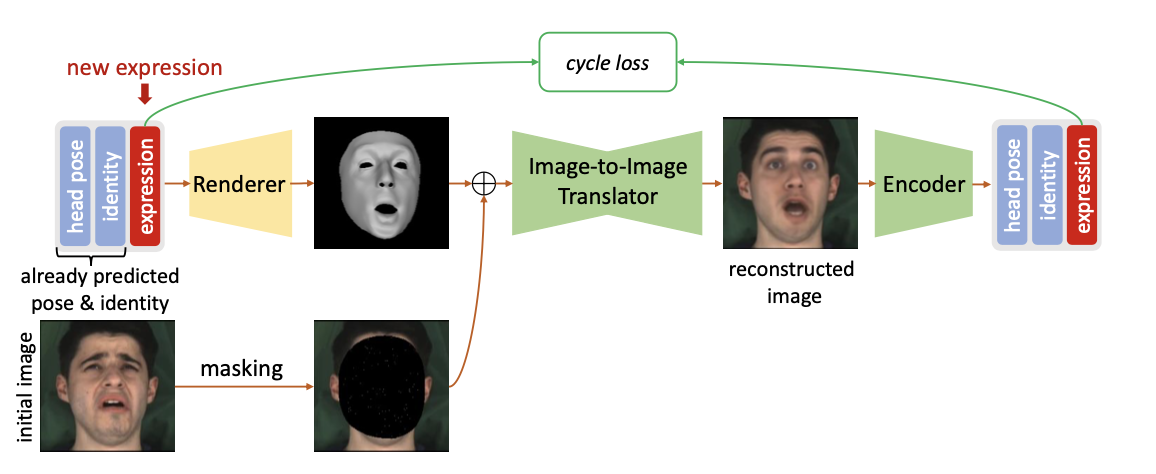 cycle loss
new expression
head pose
identity
expression
Renderer
Image-to-Image
Translator
Encoder
head pose
identity
expression
already predicted
pose & identity
reconstructed
image
initial image
masking